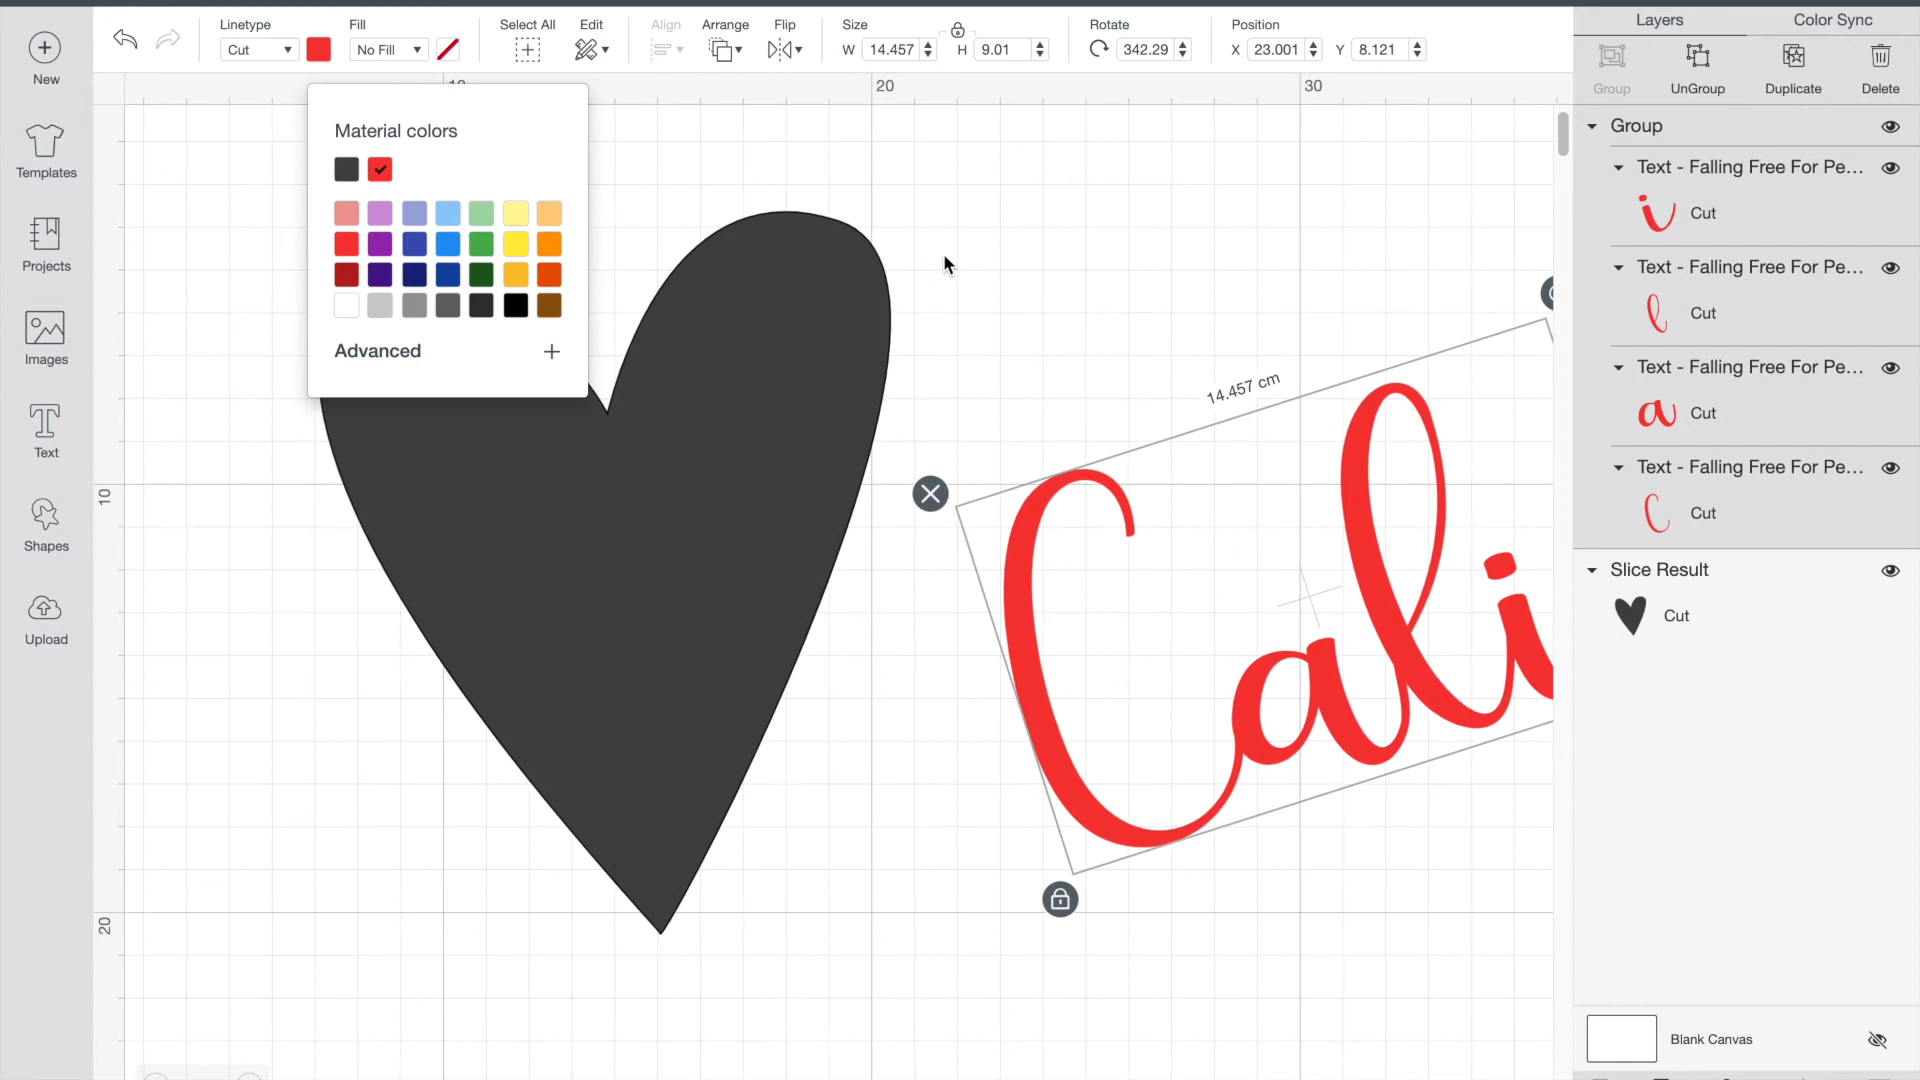 Linetype
Fill
Select All
Edit
Align
Arrange
Flip
Size
Rotate
Position
Cut
No Fill
W 14.457
H 9.01
342.29
X 23.001
Y 8.121
New
Templates
Projects
Images
Text
Shapes
Upload
20
30
10
20
Material colors
Advanced
14.457 cm
Cali
Layers
Color Sync
Group
UnGroup
Duplicate
Delete
Group
Text - Falling Free For Pe...
Cut
Text - Falling Free For Pe...
Cut
Text - Falling Free For Pe...
Cut
Text - Falling Free For Pe...
Cut
Slice Result
Cut
Blank Canvas